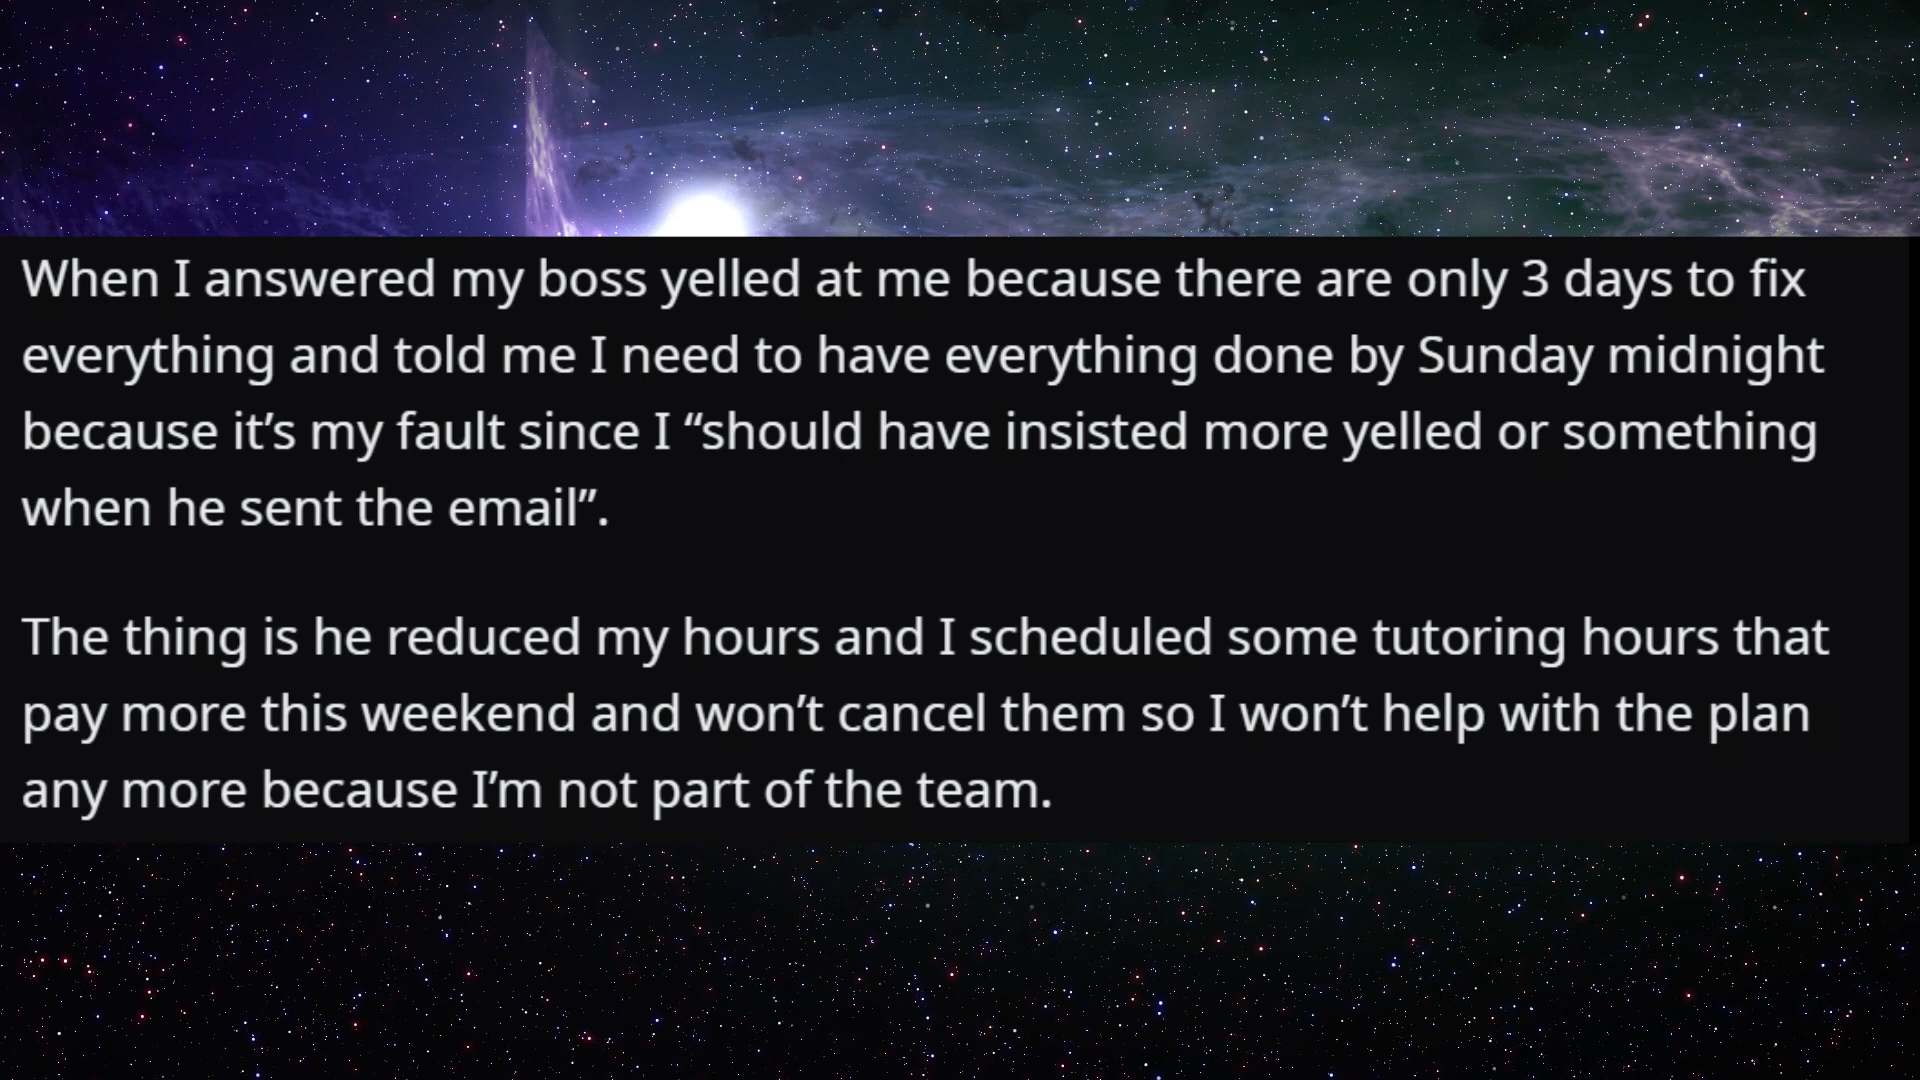 When I answered my boss yelled at me because there are only 3 days to fix
everything and told me I need to have everything done by Sunday midnight
because it’s my fault since I “should have insisted more yelled or something
when he sent the email”.
The thing is he reduced my hours and I scheduled some tutoring hours that
pay more this weekend and won’t cancel them so I won’t help with the plan
any more because I’m not part of the team.